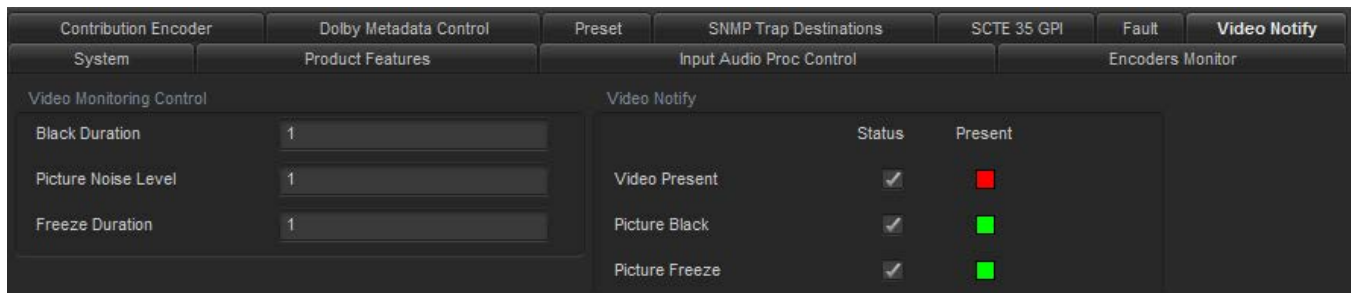 Contribution Encoder Dolby Metadata Control Preset SNMP Trap Destinations SCTE 35 GPI Fault Video Notify
System Product Features Input Audio Proc Control Encoders Monitor
Video Monitoring Control Video Notify
Black Duration 1 Status Present
Picture Noise Level 1 Video Present
Freeze Duration 1 Picture Black
Picture Freeze